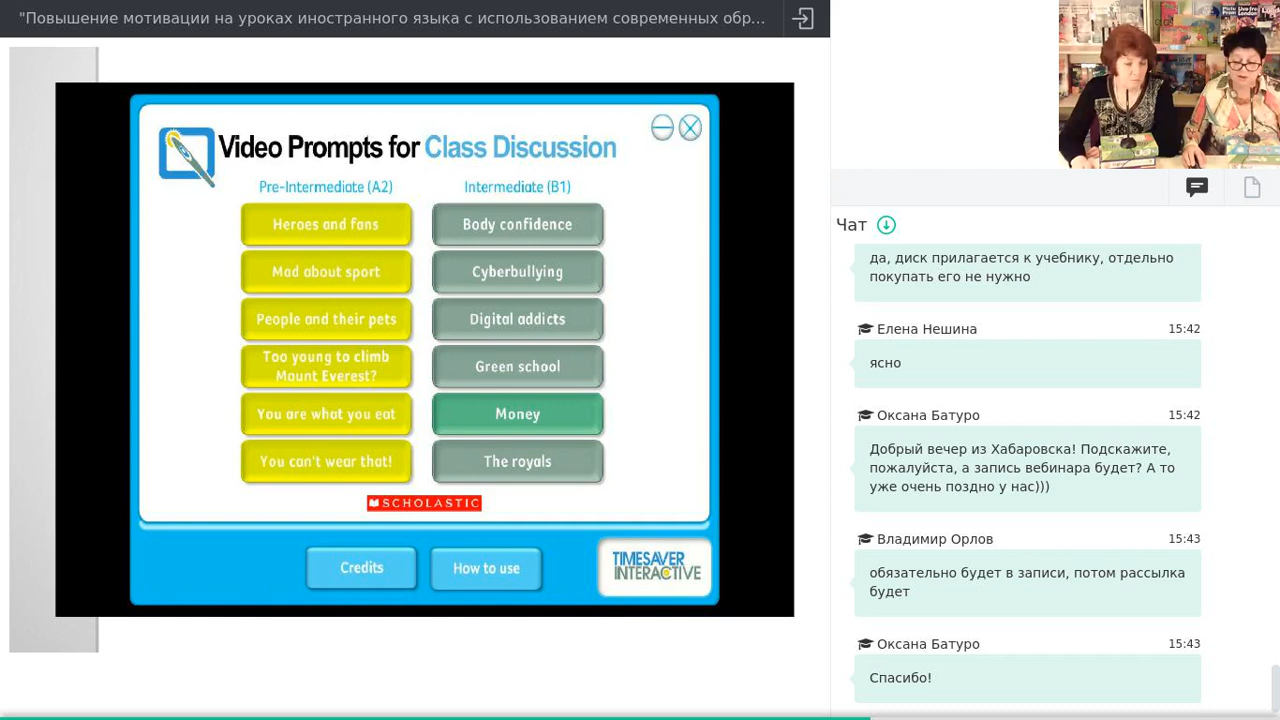 "Повышение мотивации на уроках иностранного языка с использованием современных обр...
Video Prompts for Class Discussion
Pre-Intermediate (A2)
Intermediate (B1)
Heroes and fans
Body confidence
Mad about sport
Cyberbullying
People and their pets
Digital addicts
Too young to climb
Mount Everest?
Green school
You are what you eat
Money
You can't wear that!
The royals
SCHOLASTIC
Credits
How to use
TIMESAVER
INTERACTIVE
Чат
да, диск прилагается к учебнику, отдельно
покупать его не нужно
Елена Нешина 15:42
ясно
Оксана Батуро 15:42
Добрый вечер из Хабаровска! Подскажите,
пожалуйста, а запись вебинара будет? А то
уже очень поздно у нас)))
Владимир Орлов 15:43
обязательно будет в записи, потом рассылка
будет
Оксана Батуро 15:43
Спасибо!